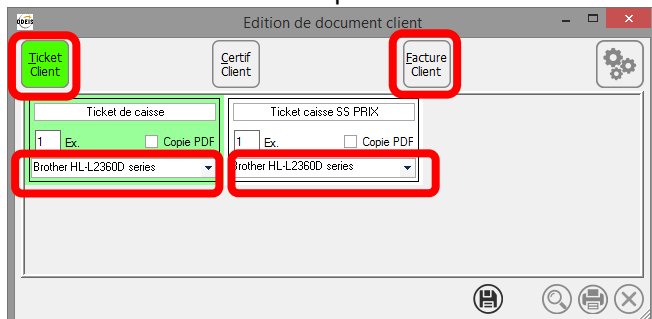 ODEIS
Edition de document client
Ticket
Client
Certif
Client
Facture
Client
Ticket de caisse
Ticket caisse SS PRIX
1 Ex. Copie PDF
1 Ex. Copie PDF
Brother HL-L2360D series
Brother HL-L2360D series